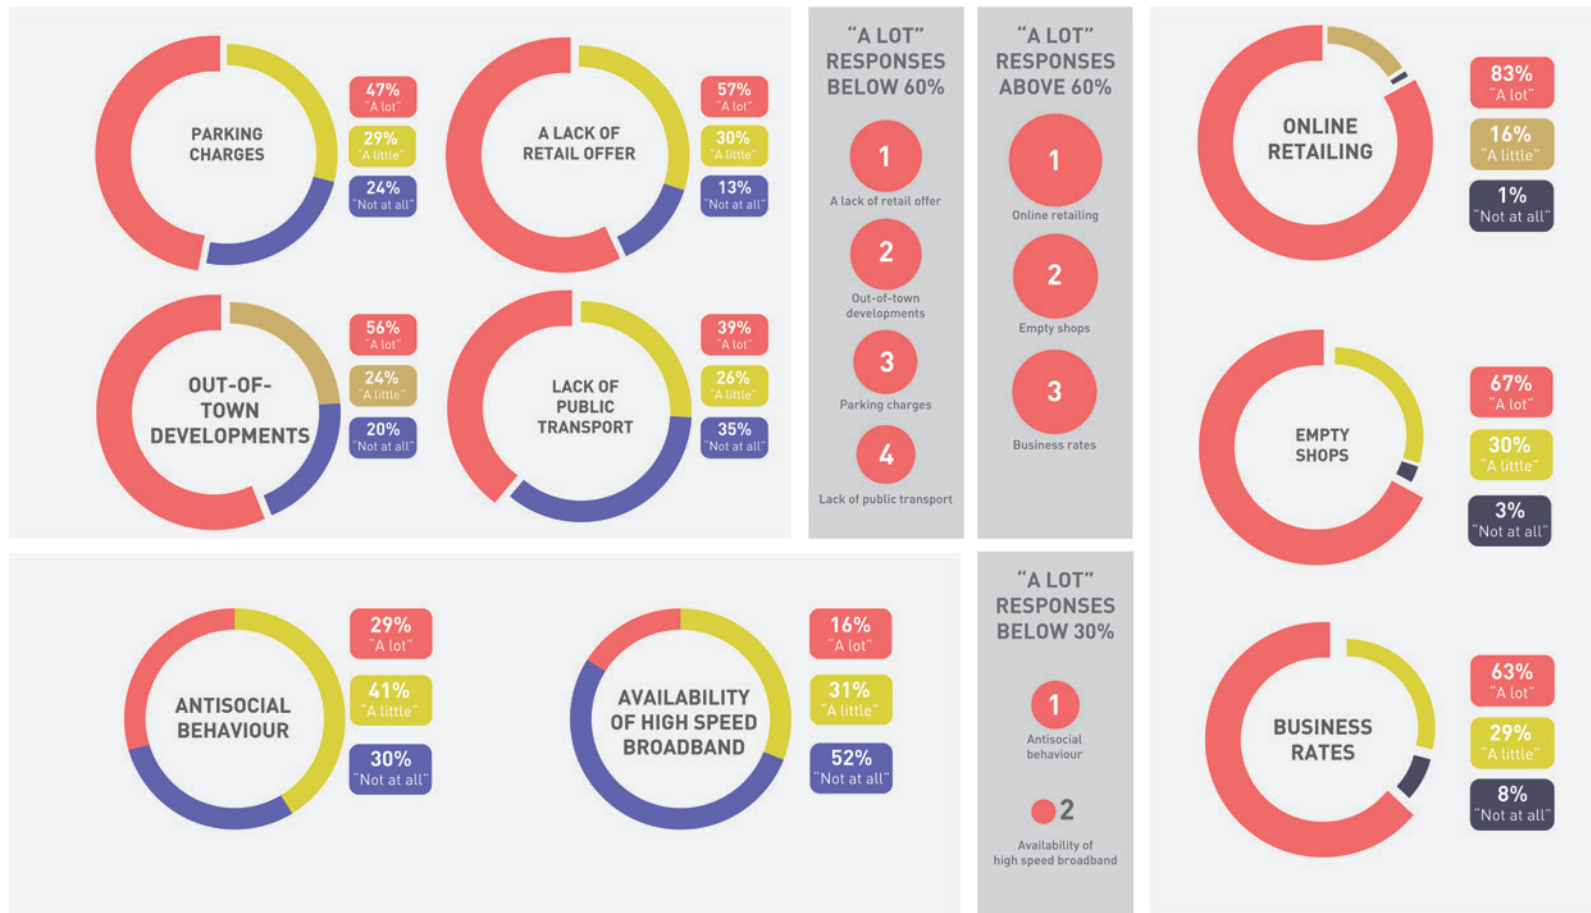 PARKING
CHARGES
47%
"A lot"
29%
"A little"
24%
"Not at all"
A LACK OF
RETAIL OFFER
57%
"A lot"
30%
"A little"
13%
"Not at all"
OUT-OF-
TOWN
DEVELOPMENTS
56%
"A lot"
24%
"A little"
20%
"Not at all"
LACK OF
PUBLIC
TRANSPORT
39%
"A lot"
26%
"A little"
35%
"Not at all"
"A LOT"
RESPONSES
BELOW 60%
1
A lack of retail offer
2
Out-of-town
developments
3
Parking charges
4
Lack of public transport
"A LOT"
RESPONSES
ABOVE 60%
1
Online retailing
2
Empty shops
3
Business rates
ONLINE
RETAILING
83%
"A lot"
16%
"A little"
1%
"Not at all"
EMPTY
SHOPS
67%
"A lot"
30%
"A little"
3%
"Not at all"
BUSINESS
RATES
63%
"A lot"
29%
"A little"
8%
"Not at all"
ANTISOCIAL
BEHAVIOUR
29%
"A lot"
41%
"A little"
30%
"Not at all"
AVAILABILITY
OF HIGH SPEED
BROADBAND
16%
"A lot"
31%
"A little"
52%
"Not at all"
"A LOT"
RESPONSES
BELOW 30%
1
Antisocial
behaviour
2
Availability of
high speed broadband